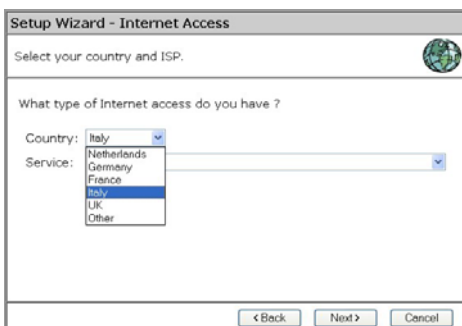 Setup Wizard - Internet Access
Select your country and ISP.
What type of Internet access do you have ?
Country: Italy
Service:
Netherlands
Germany
France
Italy
UK
Other
<Back Next> Cancel